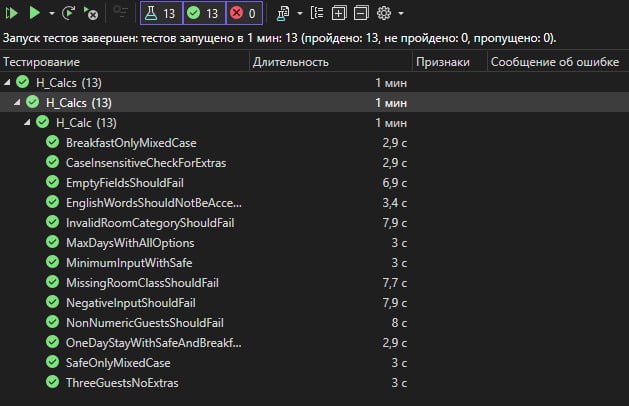 13 13 0
Запуск тестов завершен: тестов запущено в 1 мин: 13 (пройдено: 13, не пройдено: 0, пропущено: 0).
Тестирование Длительность Признаки Сообщение об ошибке
H_Calcs (13) 1 мин
H_Calcs (13) 1 мин
H_Calc (13) 1 мин
BreakfastOnlyMixedCase 2,9 с
CaseInsensitiveCheckForExtras 2,9 с
EmptyFieldsShouldFail 6,9 с
EnglishWordsShouldNotBeAcce... 3,4 с
InvalidRoomCategoryShouldFail 7,9 с
MaxDaysWithAllOptions 3 с
MinimumInputWithSafe 3 с
MissingRoomClassShouldFail 7,7 с
NegativeInputShouldFail 7,9 с
NonNumericGuestsShouldFail 8 с
OneDayStayWithSafeAndBreakf... 2,9 с
SafeOnlyMixedCase 3 с
ThreeGuestsNoExtras 3 с